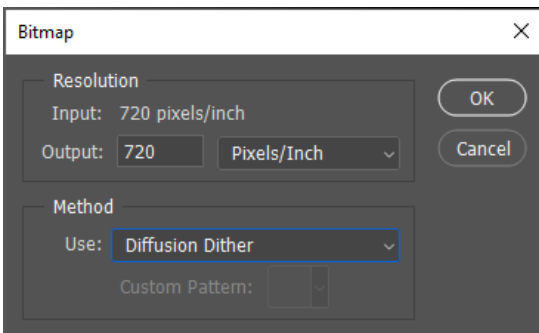 Bitmap
Resolution
Input: 720 pixels/inch
Output: 720 Pixels/Inch
OK
Cancel
Method
Use: Diffusion Dither
Custom Pattern: